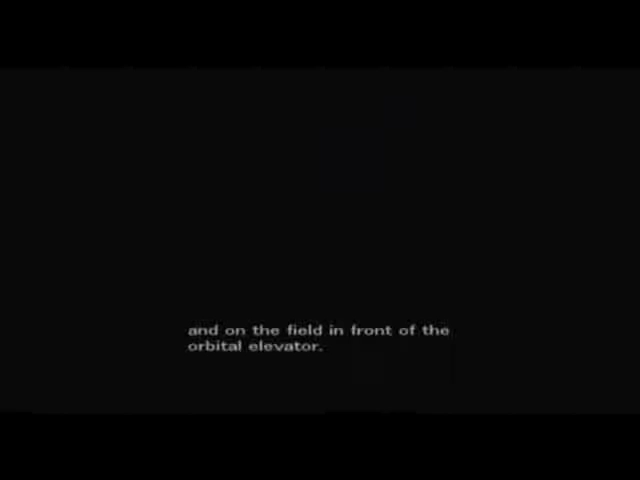 and on the field in front of the
orbital elevator.